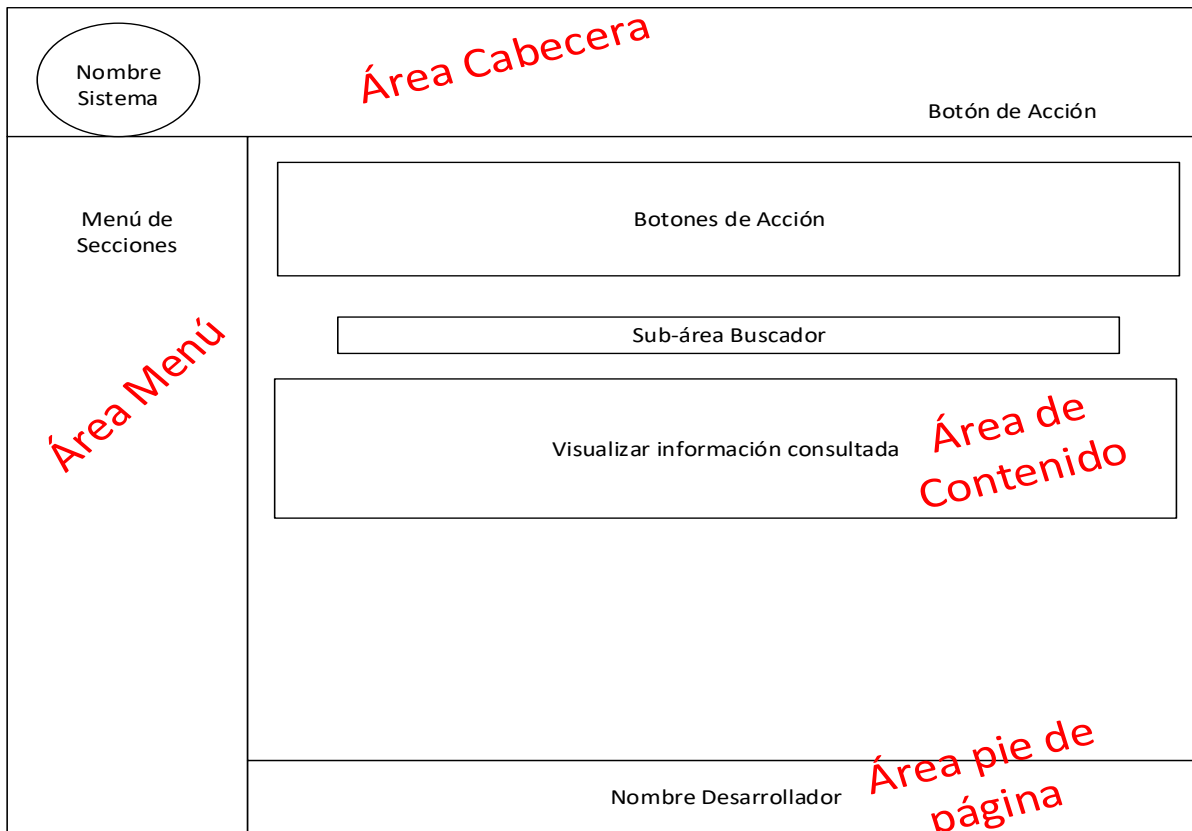 Nombre
Sistema
Área Cabecera
Botón de Acción
Menú de
Secciones
Área Menú
Botones de Acción
Sub-área Buscador
Visualizar información consultada
Área de
Contenido
Nombre Desarrollador
Área pie de
página